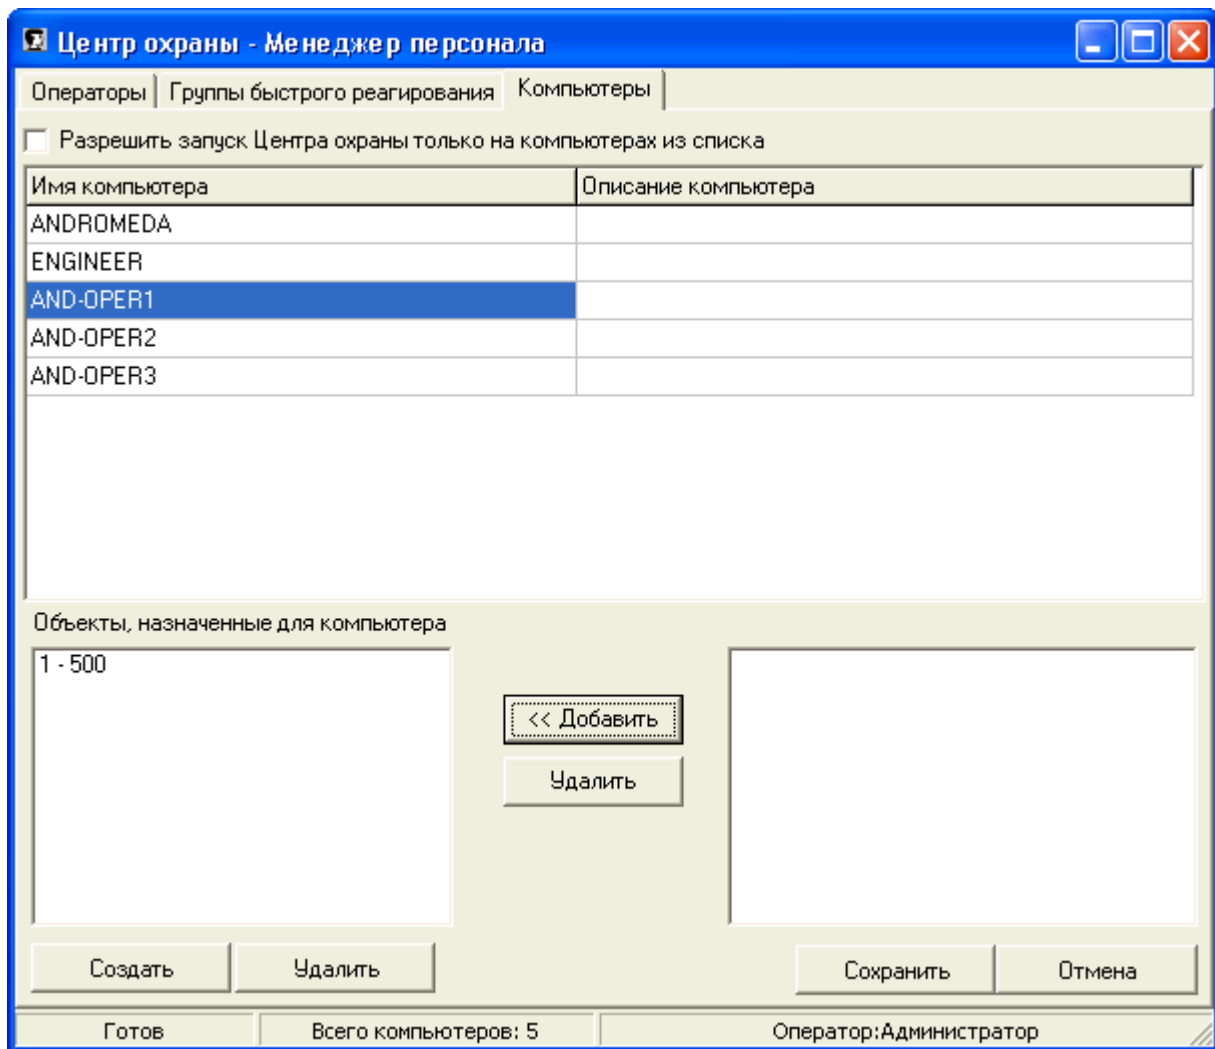 Центр охраны - Менеджер персонала
Операторы Группы быстрого реагирования Компьютеры
Разрешить запуск Центра охраны только на компьютерах из списка
Имя компьютера Описание компьютера
ANDROMEDA
ENGINEER
AND-OPER1
AND-OPER2
AND-OPER3
Объекты, назначенные для компьютера
1 - 500
<< Добавить
Удалить
Создать Удалить Сохранить Отмена
Готов Всего компьютеров: 5 Оператор:Администратор